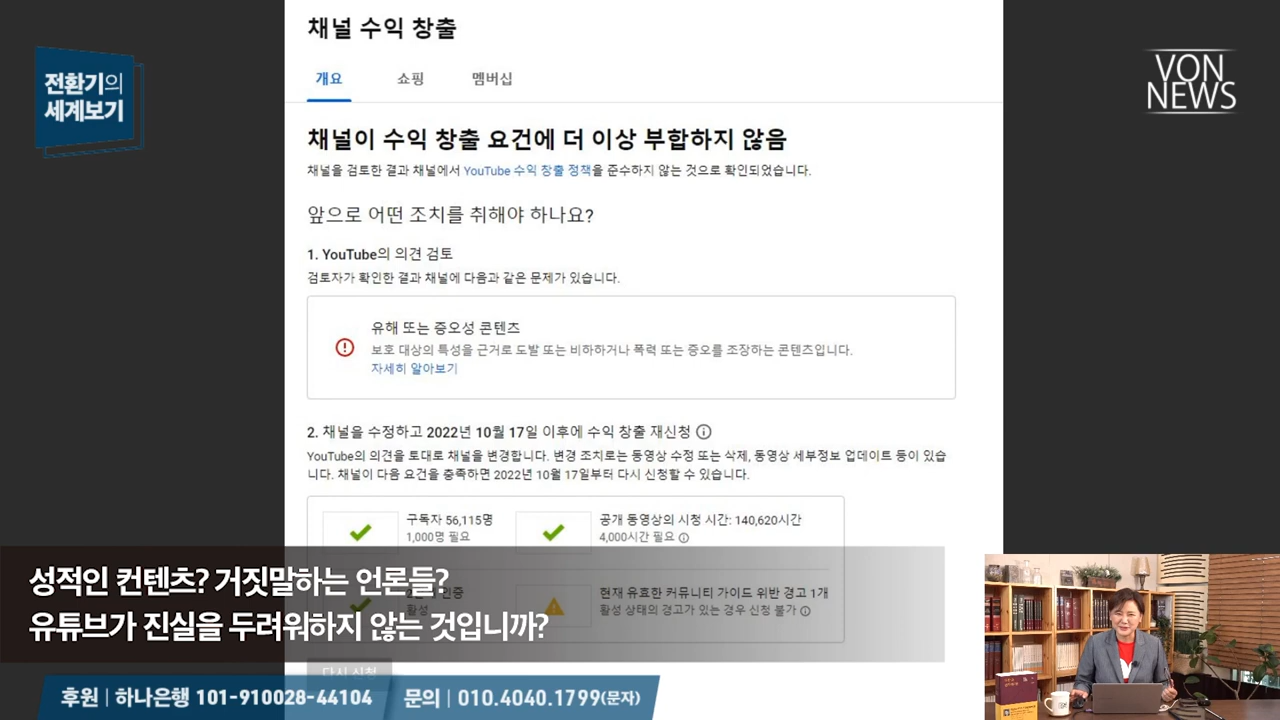 채널 수익 창출
전환기의
세계보기
VON
NEWS
개요 쇼핑 멤버십
채널이 수익 창출 요건에 더 이상 부합하지 않음
채널을 검토한 결과 채널에서 YouTube 수익 창출 정책을 준수하지 않는 것으로 확인되었습니다.
앞으로 어떤 조치를 취해야 하나요?
1. YouTube의 의견 검토
검토자가 확인한 결과 채널에 다음과 같은 문제가 있습니다.
유해 또는 증오성 콘텐츠
보호 대상의 특성을 근거로 도발 또는 비하하거나 폭력 또는 증오를 조장하는 콘텐츠입니다.
자세히 알아보기
2. 채널을 수정하고 2022년 10월 17일 이후에 수익 창출 재신청
YouTube의 의견을 토대로 채널을 변경합니다. 변경 조치로는 동영상 수정 또는 삭제, 동영상 세부정보 업데이트 등이 있습
니다. 채널이 다음 요건을 충족하면 2022년 10월 17일부터 다시 신청할 수 있습니다.
구독자 56,115명
1,000명 필요
공개 동영상의 시청 시간: 140,620시간
4,000시간 필요
인증
활성
현재 유효한 커뮤니티 가이드 위반 경고 1개
활성 상태의 경고가 있는 경우 신청 불가
성적인 컨텐츠? 거짓말하는 언론들?
유튜브가 진실을 두려워하지 않는 것입니까?
다시 신청
후원 | 하나은행 101-910028-44104 문의 | 010.4040.1799(문자)